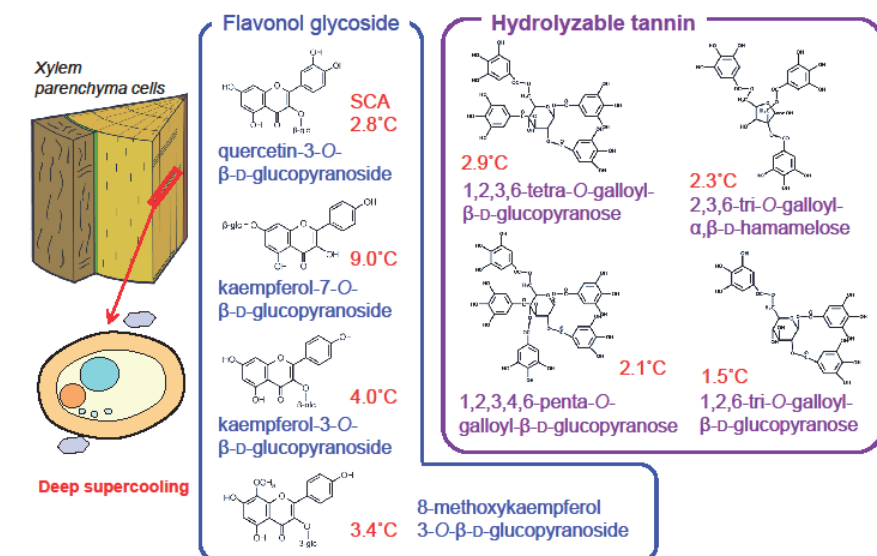 Flavonol glycoside
Hydrolyzable tannin
Xylem
parenchyma cells
SCA
2.8˚C
quercetin-3-O-
β-D-glucopyranoside
9.0˚C
kaempferol-7-O-
β-D-glucopyranoside
4.0˚C
kaempferol-3-O-
β-D-glucopyranoside
3.4˚C
8-methoxykaempferol
3-O-β-D-glucopyranoside
2.9˚C
1,2,3,6-tetra-O-galloyl-
β-D-glucopyranose
2.3˚C
2,3,6-tri-O-galloyl-
α,β-D-hamamelose
2.1˚C
1,2,3,4,6-penta-O-
galloyl-β-D-glucopyranose
1.5˚C
1,2,6-tri-O-galloyl-
β-D-glucopyranose
Deep supercooling